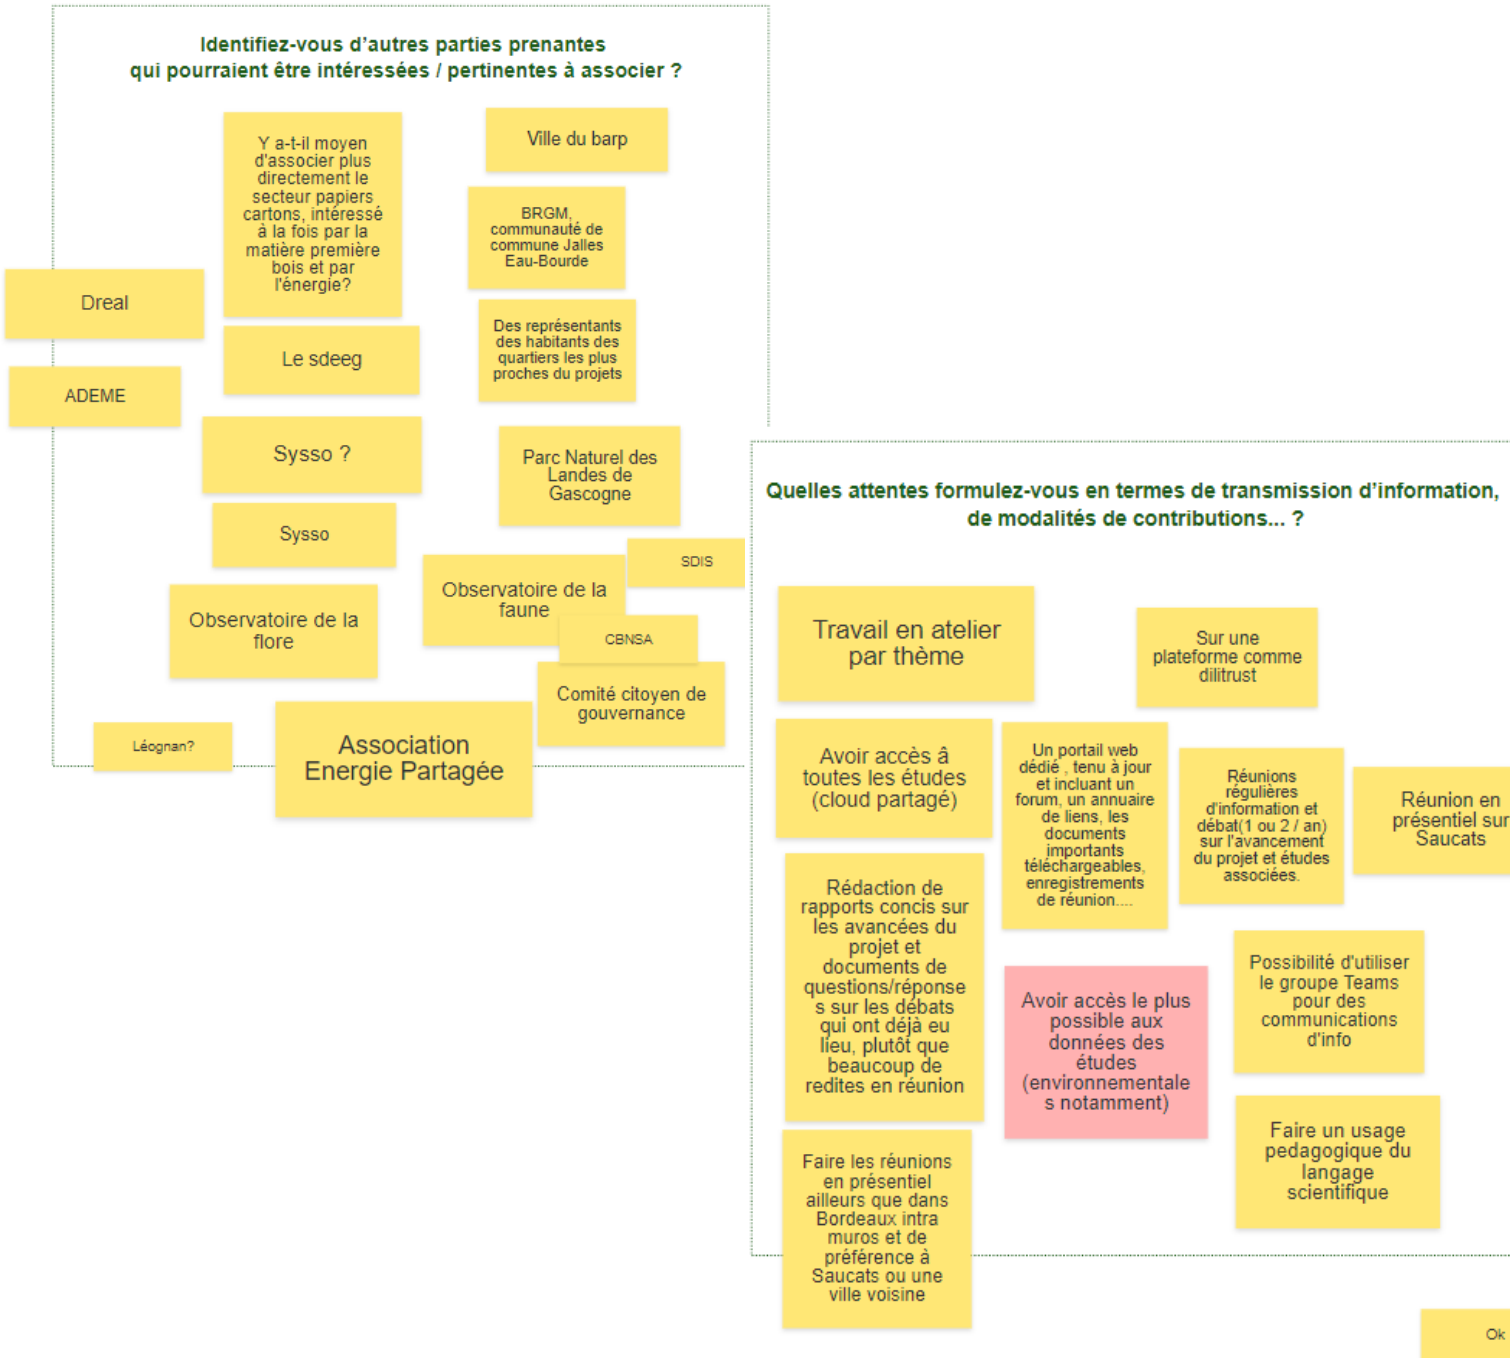 Identifiez-vous d'autres parties prenantes
qui pourraient être intéressées / pertinentes à associer ?
Y a-t-il moyen
d'associer plus
directement le
secteur papiers
cartons, intéressé
à la fois par la
matière première
bois et par
l'énergie?
Ville du barp
BRGM,
communauté de
commune Jalles
Eau-Bourde
Dreal
Des représentants
des habitants des
quartiers les plus
proches du projets
Le sdeeg
ADEME
Sysso ?
Parc Naturel des
Landes de
Gascogne
Sysso
SDIS
Observatoire de la
faune
Observatoire de la
flore
CBNSA
Comité citoyen de
gouvernance
Léognan?
Association
Energie Partagée
Quelles attentes formulez-vous en termes de transmission d'information,
de modalités de contributions... ?
Travail en atelier
par thème
Sur une
plateforme comme
dilitrust
Avoir accès â
toutes les études
(cloud partagé)
Un portail web
dédié , tenu à jour
et incluant un
forum, un annuaire
de liens, les
documents
importants
téléchargeables,
enregistrements
de réunion....
Réunions
régulières
d'information et
débat(1 ou 2 / an)
sur l'avancement
du projet et études
associées.
Réunion en
présentiel sur
Saucats
Rédaction de
rapports concis sur
les avancées du
projet et
documents de
questions/réponse
s sur les débats
qui ont déjà eu
lieu, plutôt que
beaucoup de
redites en réunion
Avoir accès le plus
possible aux
données des
études
(environnementale
s notamment)
Possibilité d'utiliser
le groupe Teams
pour des
communications
d'info
Faire un usage
pedagogique du
langage
scientifique
Faire les réunions
en présentiel
ailleurs que dans
Bordeaux intra
muros et de
préférence à
Saucats ou une
ville voisine
Ok